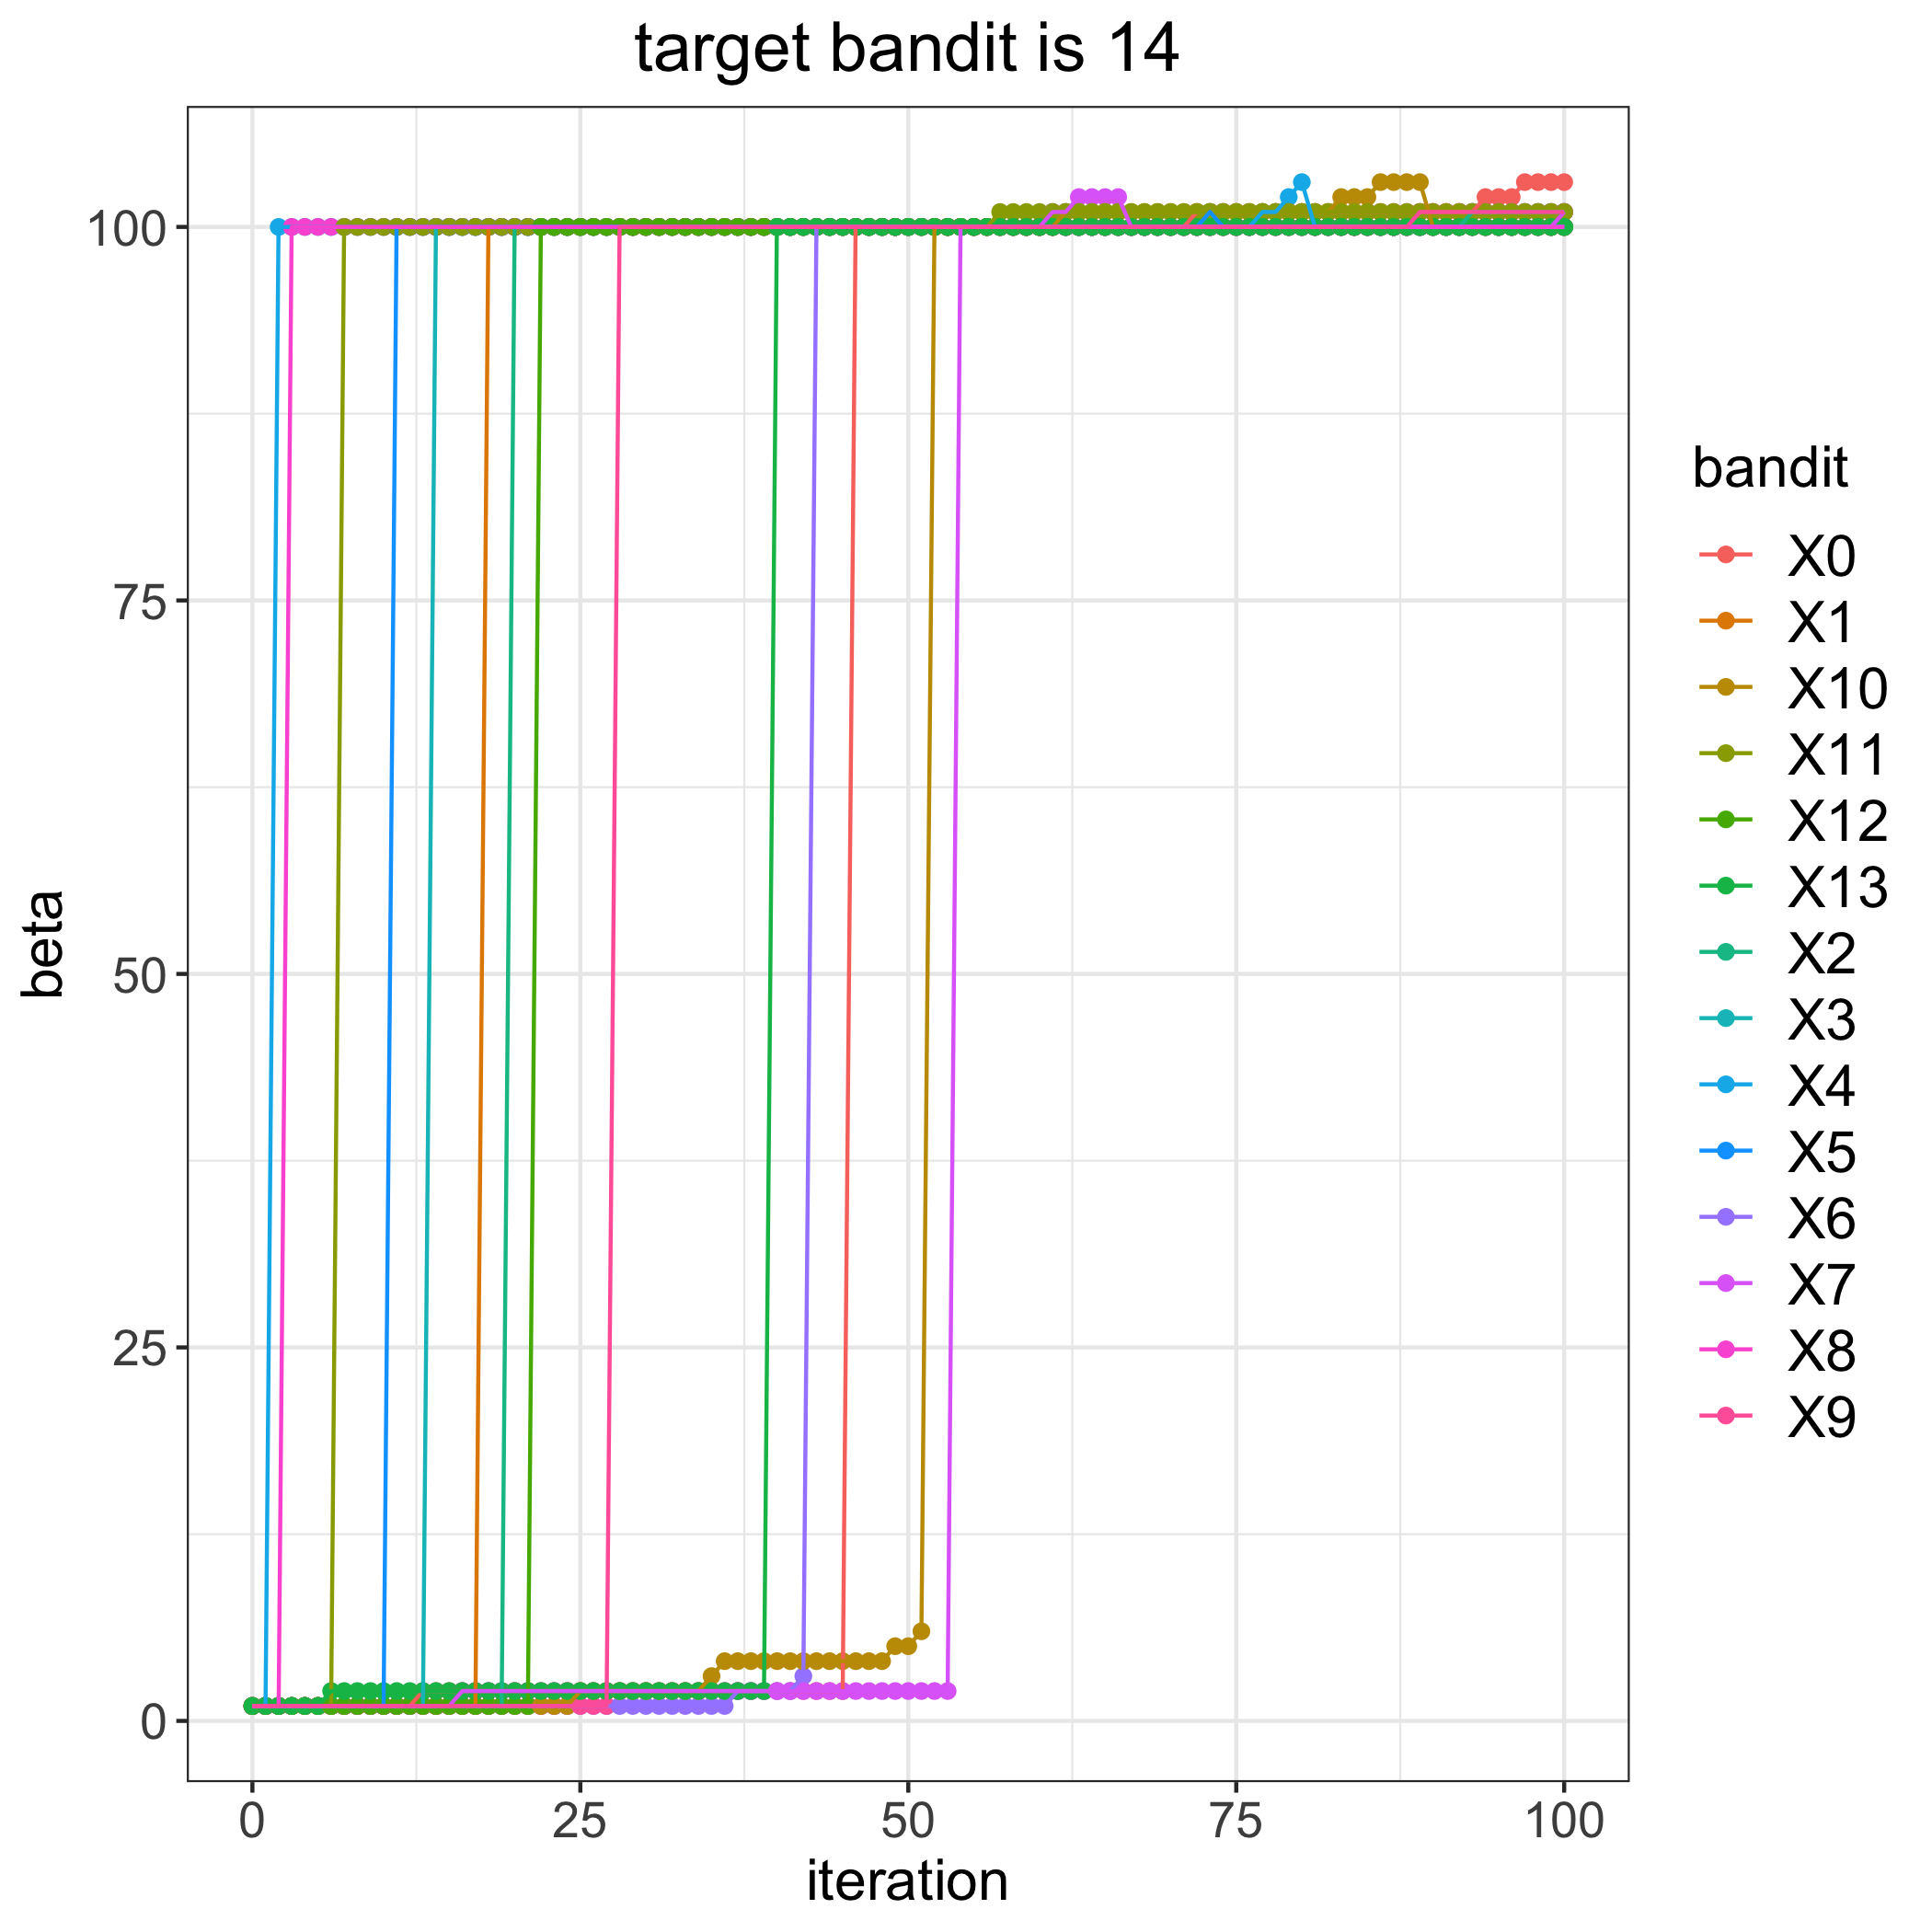 target bandit is 14
100
75
50
25
0
beta
0 25 50 75 100
iteration
bandit
X0
X1
X10
X11
X12
X13
X2
X3
X4
X5
X6
X7
X8
X9